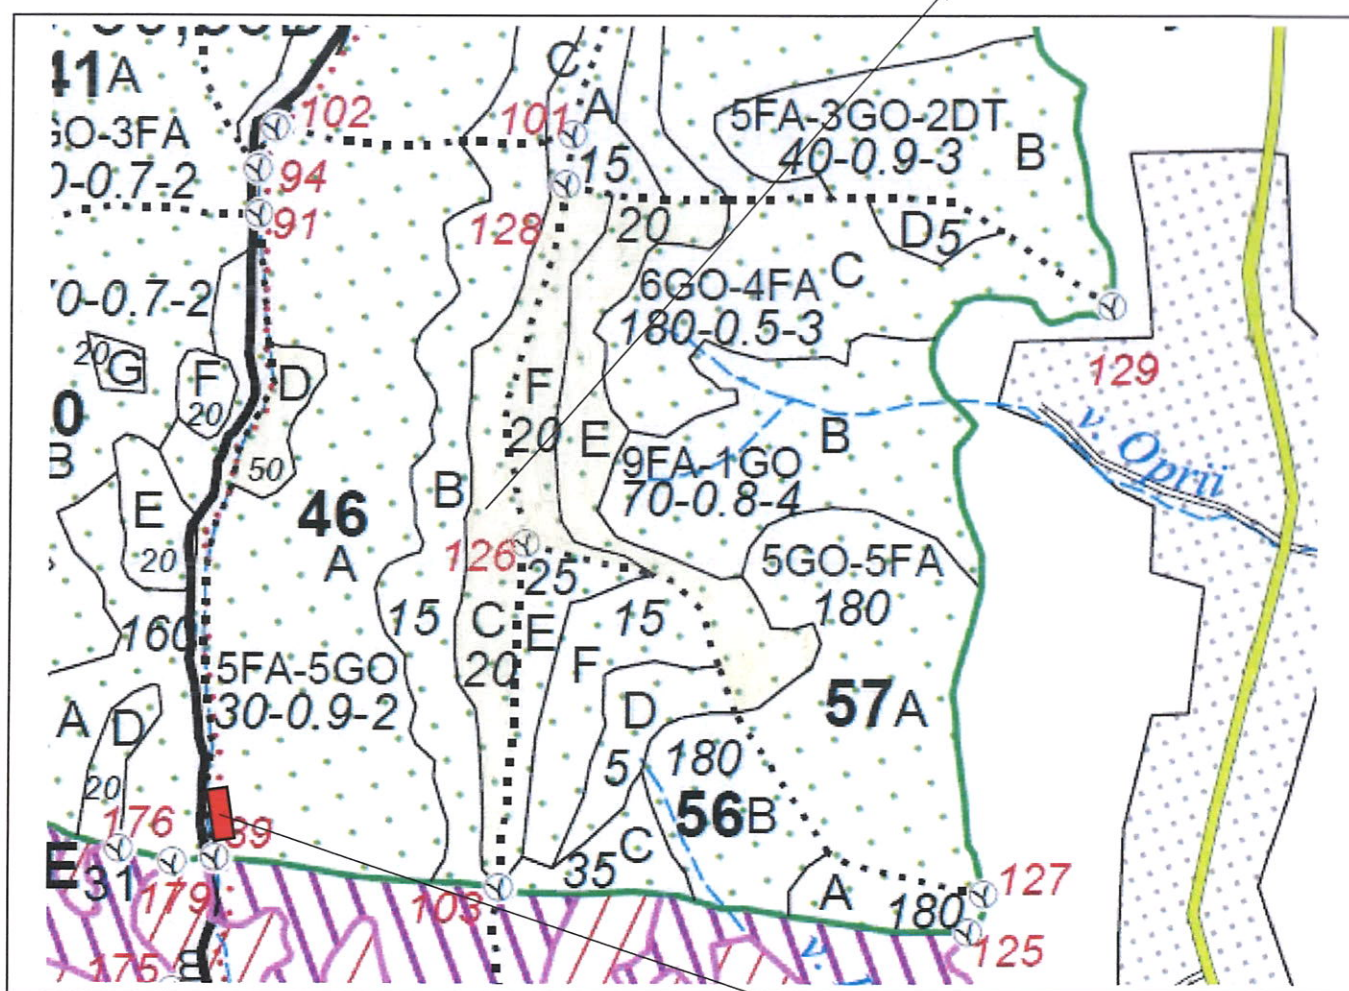 C
41A
102
101
A
5FA-3GO-2DT
40-0.9-3
B
GO-3FA
0-0.7-2
94
15
91
128
20
D5
C
6GO-4FA
180-0.5-3
70-0.7-2
129
20G
F
20
D
F
20
E
0
B
50
B
9FA-1GO
70-0.8-4
B
v. Oprii
E
20
46
A
126
25
5GO-5FA
180
160
15
C
20
E
15
F
5FA-5GO
30-0.9-2
A
D
20
D
5
57A
180
56B
176
39
E
31
179
103
35
C
A
180
127
125
175
B
v.